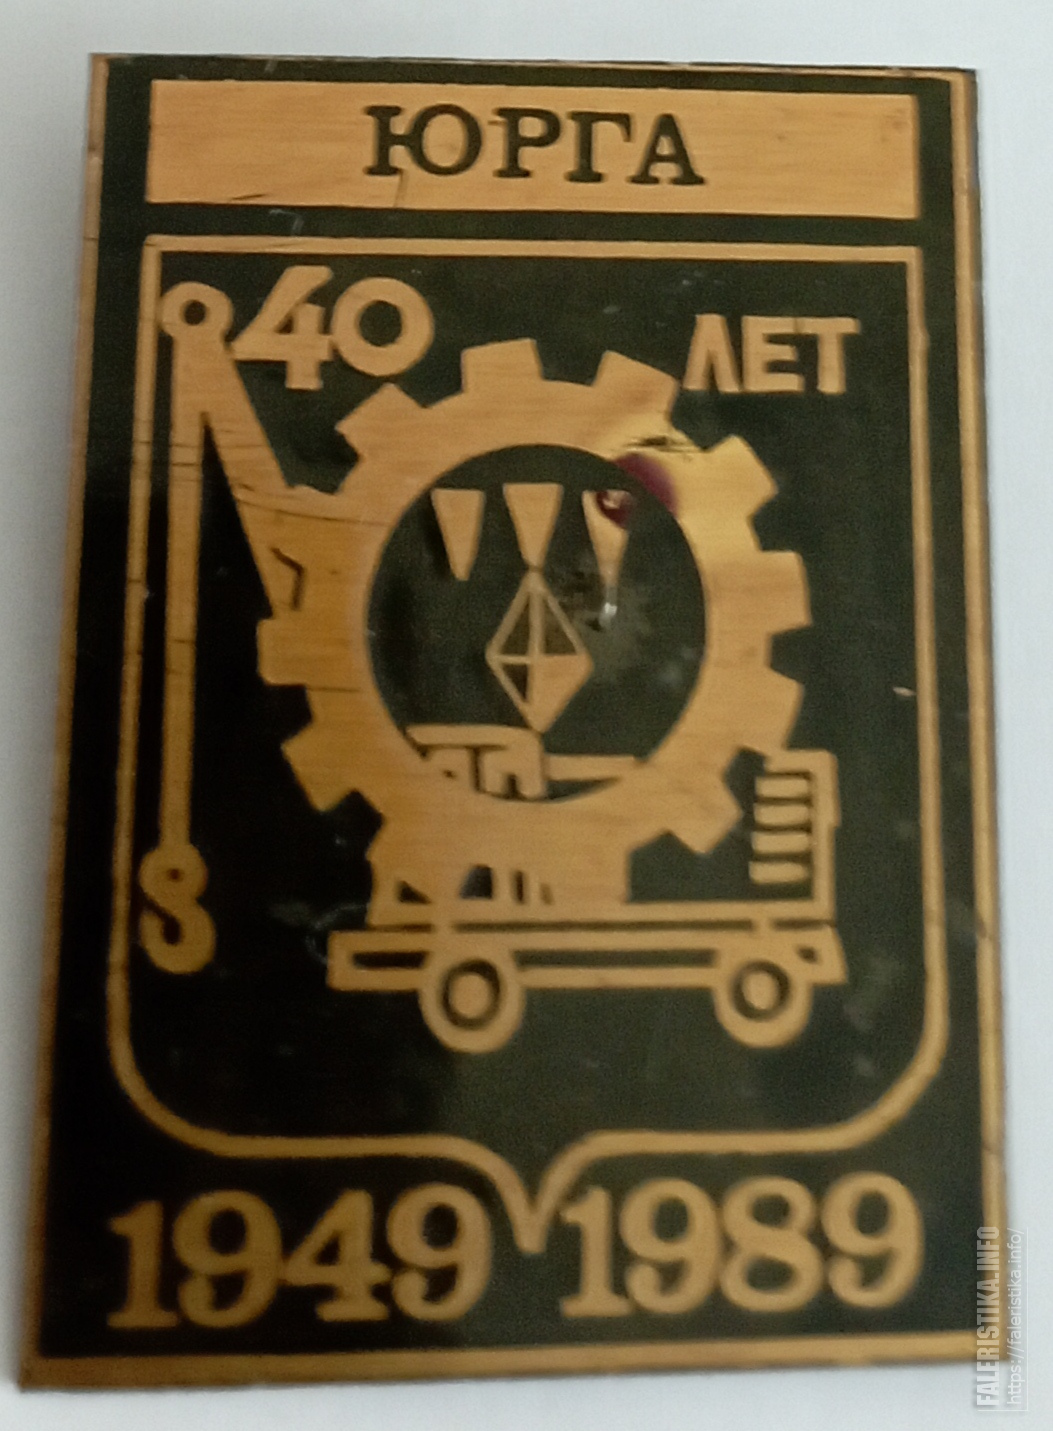 ЮРГА
40 ЛЕТ
1949 1989
FALERISTIKA.INFO
https://faleristika.info/